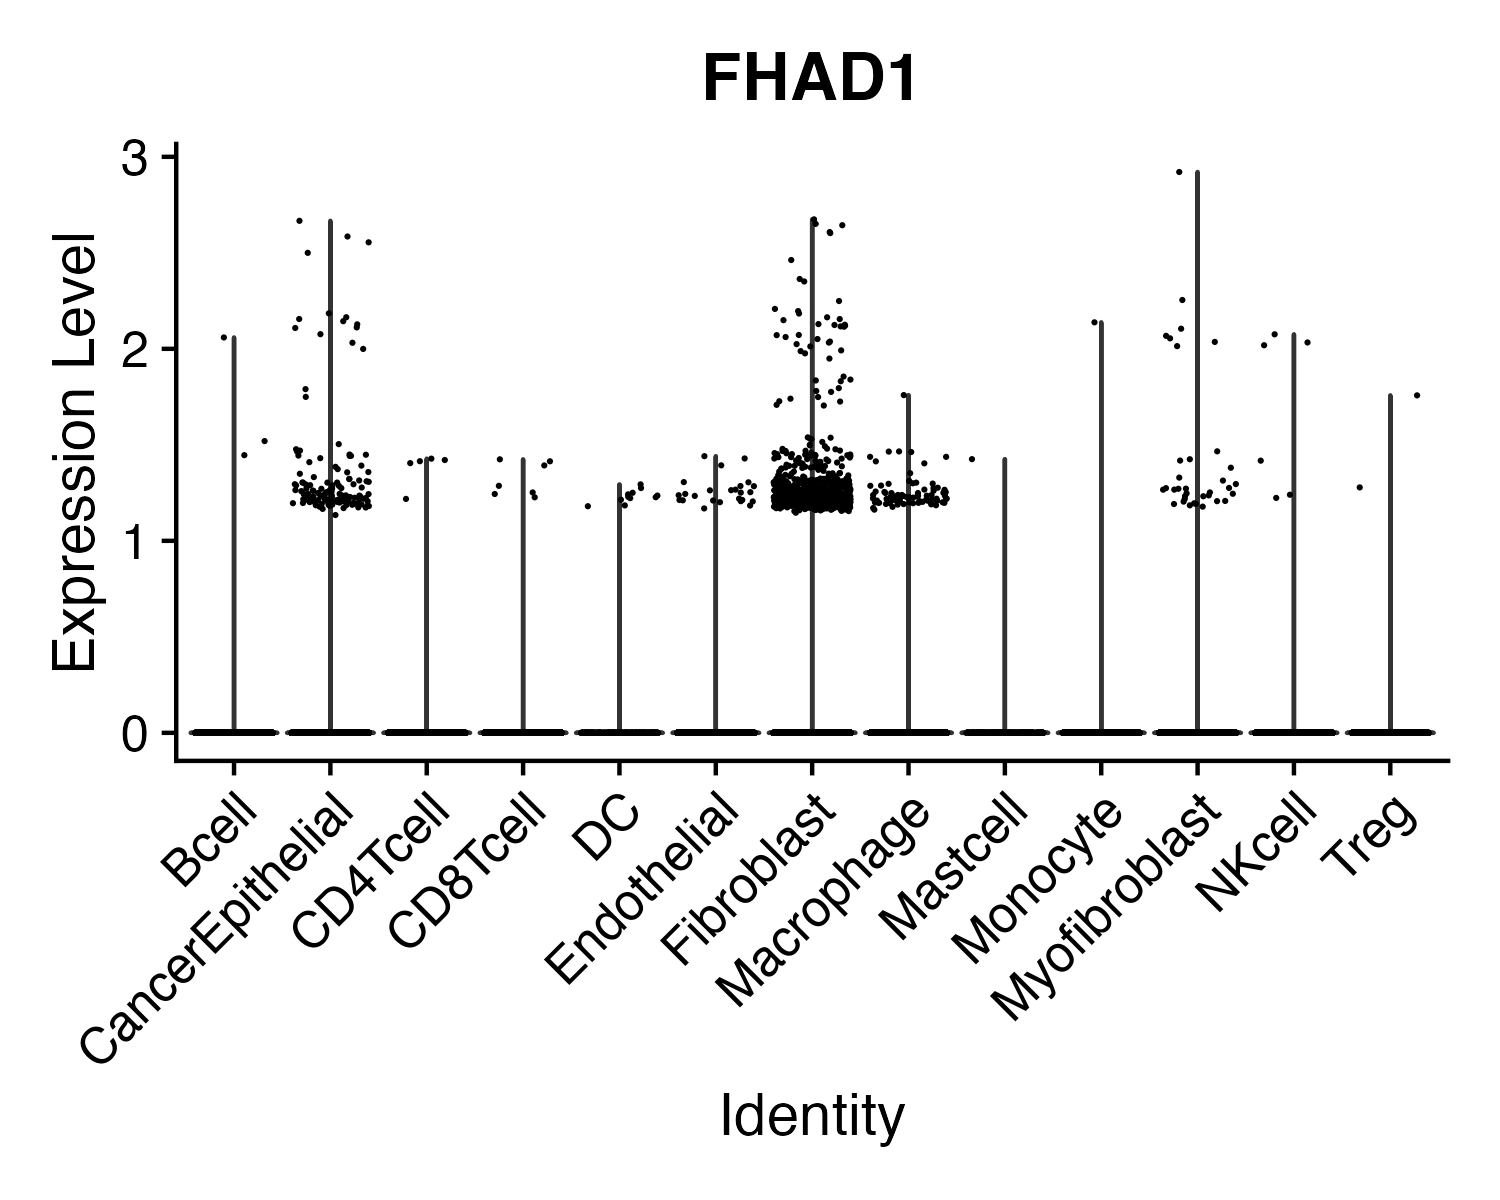 FHAD1
Expression Level
3
2
1
0
Bcell
CancerEpithelial
CD4Tcell
CD8Tcell
DC
Endothelial
Fibroblast
Macrophage
Mastcell
Monocyte
Myofibroblast
NKcell
Treg
Identity